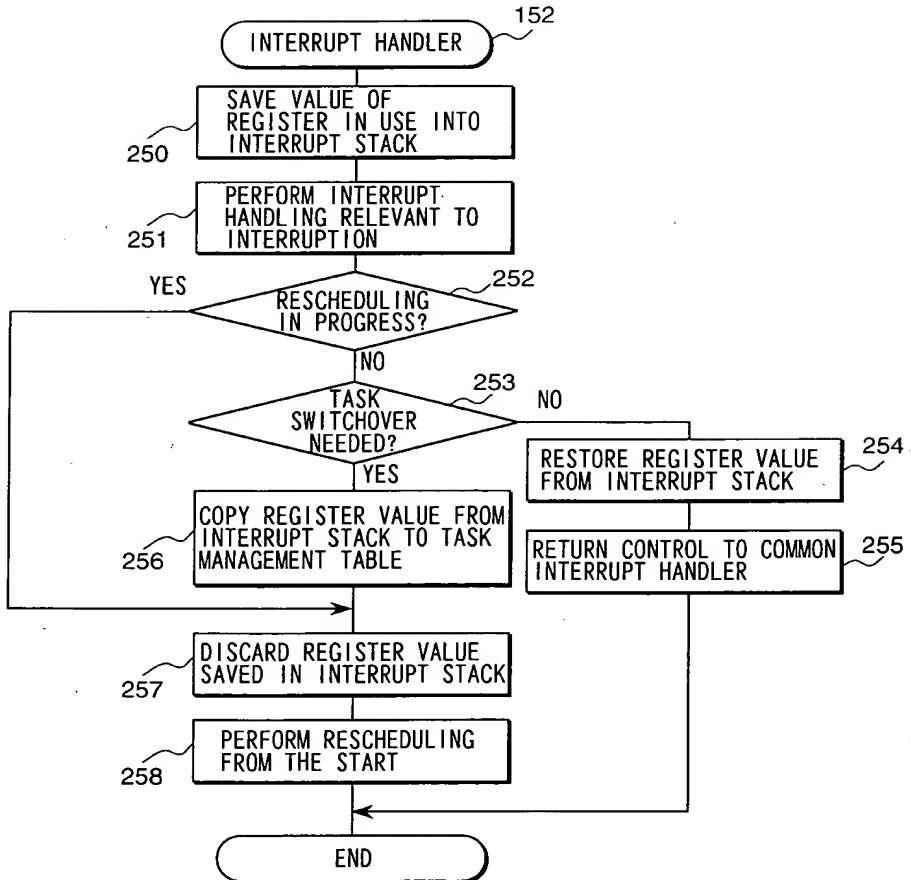 INTERRUPT HANDLER
152
SAVE VALUE OF
REGISTER IN USE INTO
INTERRUPT STACK
250
PERFORM INTERRUPT
HANDLING RELEVANT TO
INTERRUPTION
251
YES
252
RESCHEDULING
IN PROGRESS?
NO
253
TASK
SWITCHOVER
NEEDED?
NO
YES
254
RESTORE REGISTER VALUE
FROM INTERRUPT STACK
COPY REGISTER VALUE FROM
INTERRUPT STACK TO TASK
MANAGEMENT TABLE
256
RETURN CONTROL TO COMMON
INTERRUPT HANDLER
255
DISCARD REGISTER VALUE
SAVED IN INTERRUPT STACK
257
PERFORM RESCHEDULING
FROM THE START
258
END